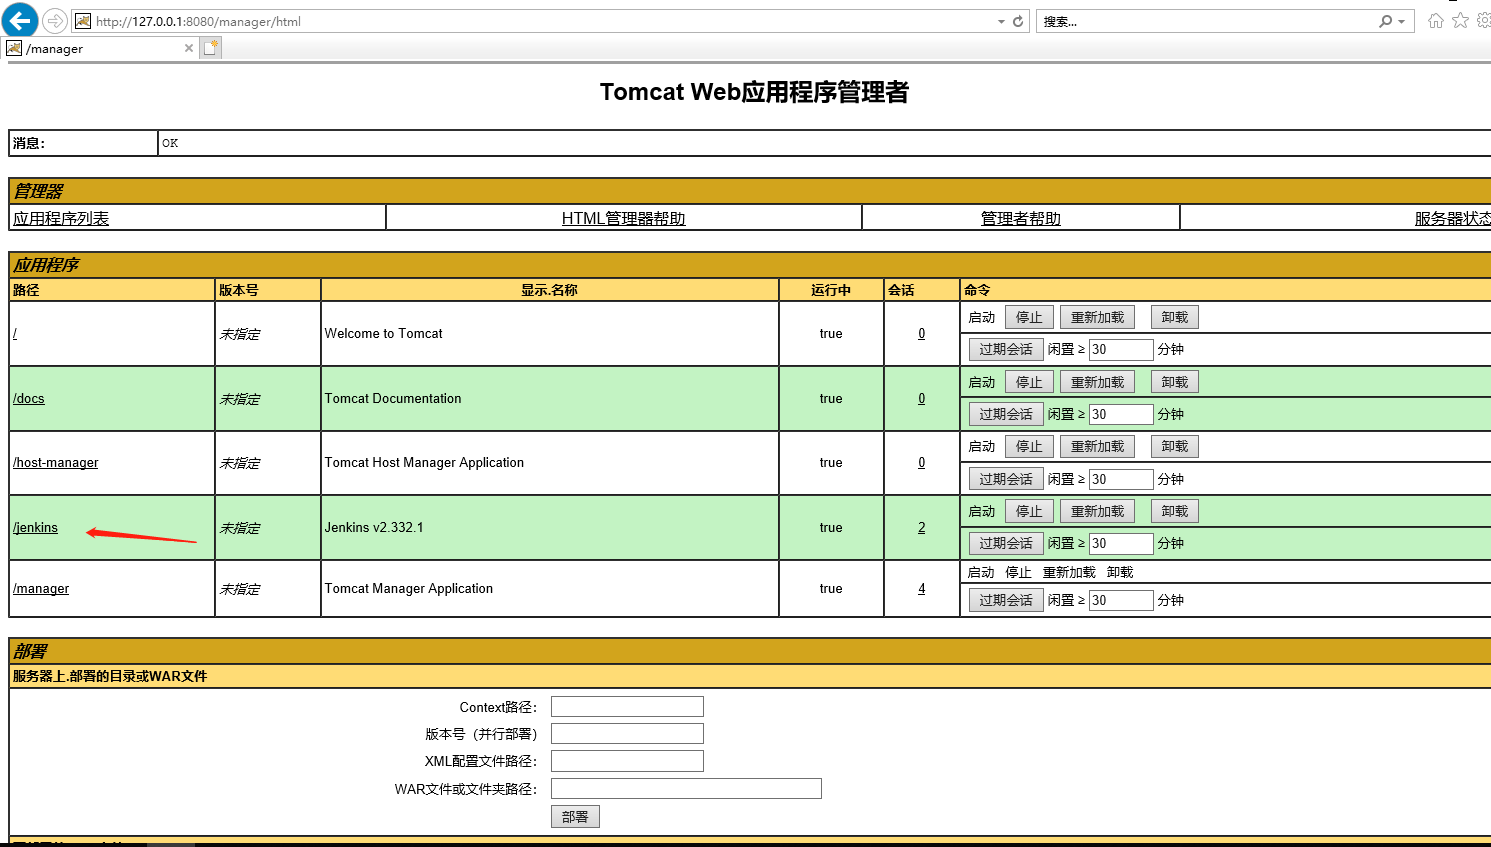 http://127.0.0.1:8080/manager/html
搜索...
/manager
Tomcat Web应用程序管理者
消息: OK
管理器
应用程序列表 HTML管理器帮助 管理者帮助 服务器状态
应用程序
路径 版本号 显示.名称 运行中 会话 命令
/ 未指定 Welcome to Tomcat true 0 启动 停止 重新加载 卸载
过期会话 闲置 ≥ 30 分钟
/docs 未指定 Tomcat Documentation true 0 启动 停止 重新加载 卸载
过期会话 闲置 ≥ 30 分钟
/host-manager 未指定 Tomcat Host Manager Application true 0 启动 停止 重新加载 卸载
过期会话 闲置 ≥ 30 分钟
/jenkins 未指定 Jenkins v2.332.1 true 2 启动 停止 重新加载 卸载
过期会话 闲置 ≥ 30 分钟
/manager 未指定 Tomcat Manager Application true 4 启动 停止 重新加载 卸载
过期会话 闲置 ≥ 30 分钟
部署
服务器上.部署的目录或WAR文件
Context路径:
版本号（并行部署）
XML配置文件路径:
WAR文件或文件夹路径:
部署